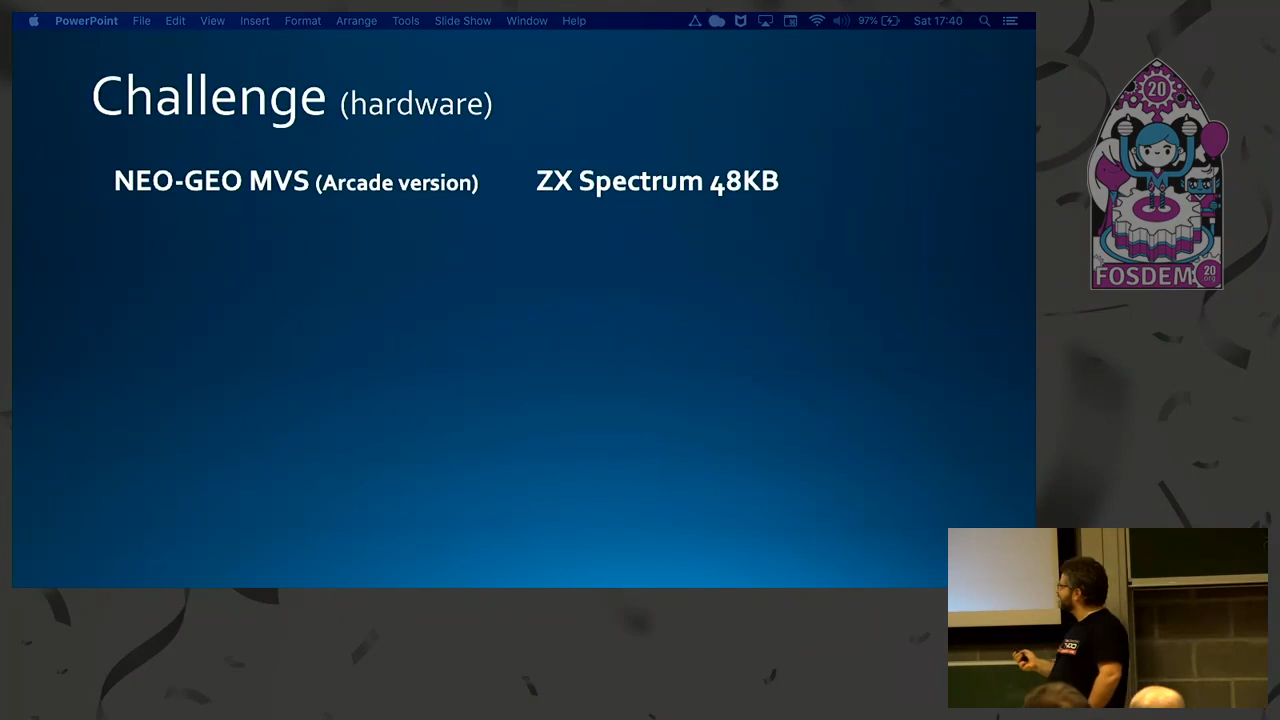 PowerPoint File Edit View Insert Format Arrange Tools Slide Show Window Help 97% Sat 17:40
Challenge (hardware)
NEO-GEO MVS (Arcade version) ZX Spectrum 48KB
20
FOSDEM
20
.org